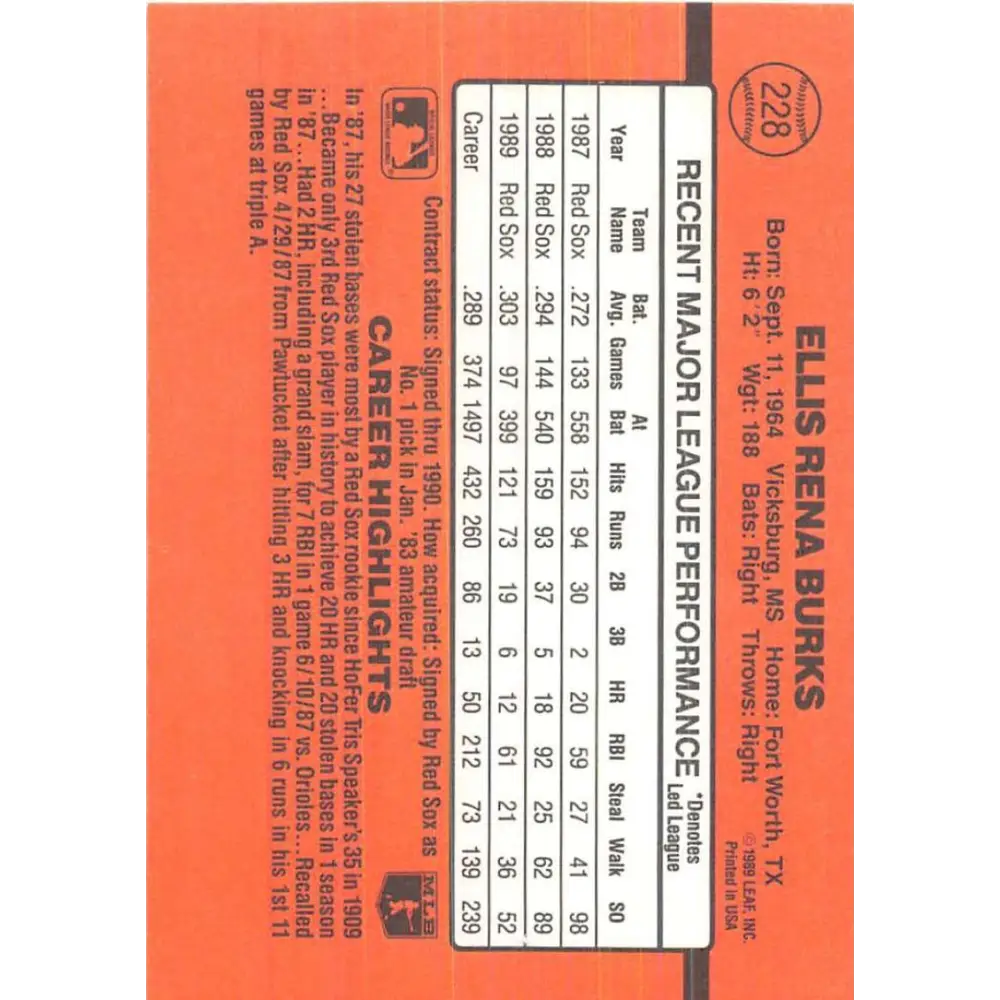 228
ELLIS RENA BURKS
Born: Sept. 11, 1964 Vicksburg, MS Home: Fort Worth, TX
Ht: 6'2" Wgt: 188 Bats: Right Throws: Right
© 1989 LEAF, INC.
Printed in USA
RECENT MAJOR LEAGUE PERFORMANCE *Denotes Led League
Year Team Name Bat. Avg. Games At Bat Hits Runs 2B 3B HR RBI Steal Walk SO
1987 Red Sox .272 133 558 152 94 30 2 20 59 27 41 98
1988 Red Sox .294 144 540 159 93 37 5 18 92 25 62 89
1989 Red Sox .303 97 399 121 73 19 6 12 61 21 36 52
Career .289 374 1497 432 260 86 13 50 212 73 139 239
MLB
Contract status: Signed thru 1990. How acquired: Signed by Red Sox as
No. 1 pick in Jan. '83 amateur draft
CAREER HIGHLIGHTS
In '87, his 27 stolen bases were most by a Red Sox rookie since HoFer Tris Speaker's 35 in 1909
...Became only 3rd Red Sox player in history to achieve 20 HR and 20 stolen bases in 1 season
in '87...Had 2 HR, including a grand slam, for 7 RBI in 1 game 6/10/87 vs. Orioles...Recalled
by Red Sox 4/29/87 from Pawtucket after hitting 3 HR and knocking in 6 runs in his 1st 11
games at triple A.